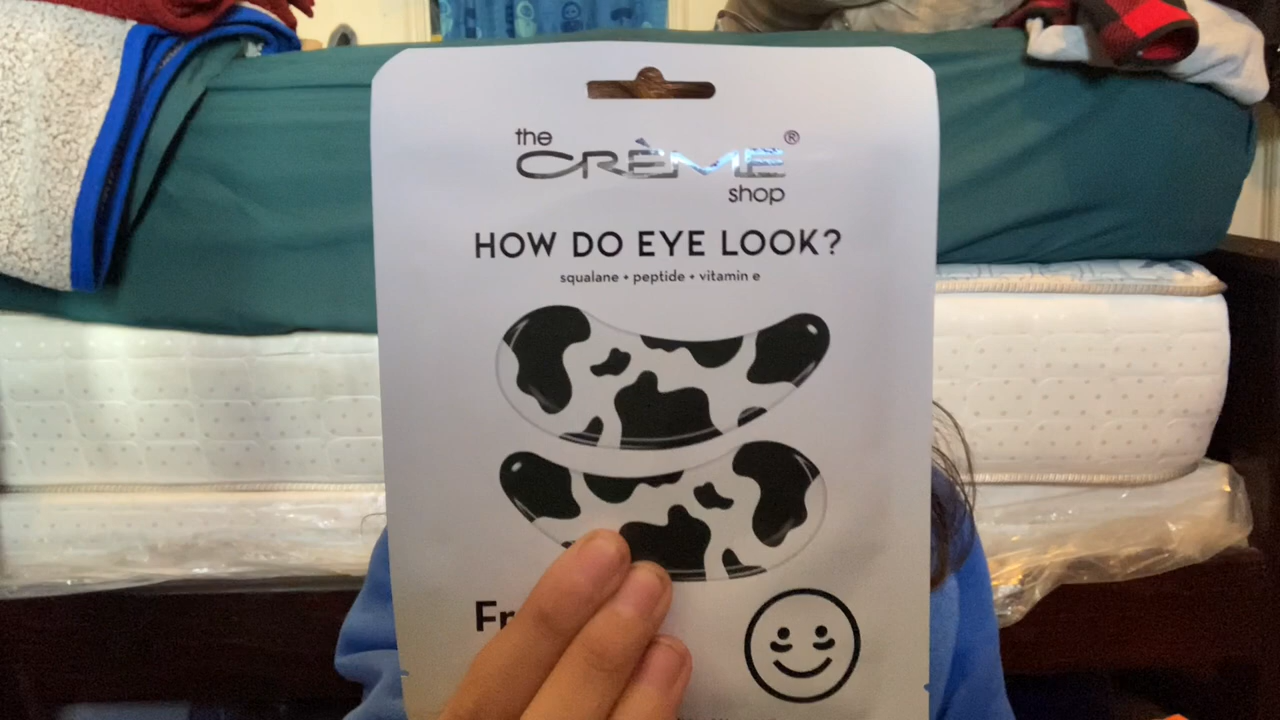 the
CRÈME®
shop
HOW DO EYE LOOK?
squalane + peptide + vitamin e